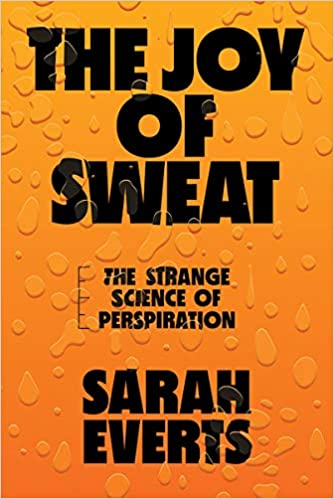 THE JOY
OF
SWEAT
THE STRANGE
SCIENCE OF
PERSPIRATION
SARAH
EVERTS